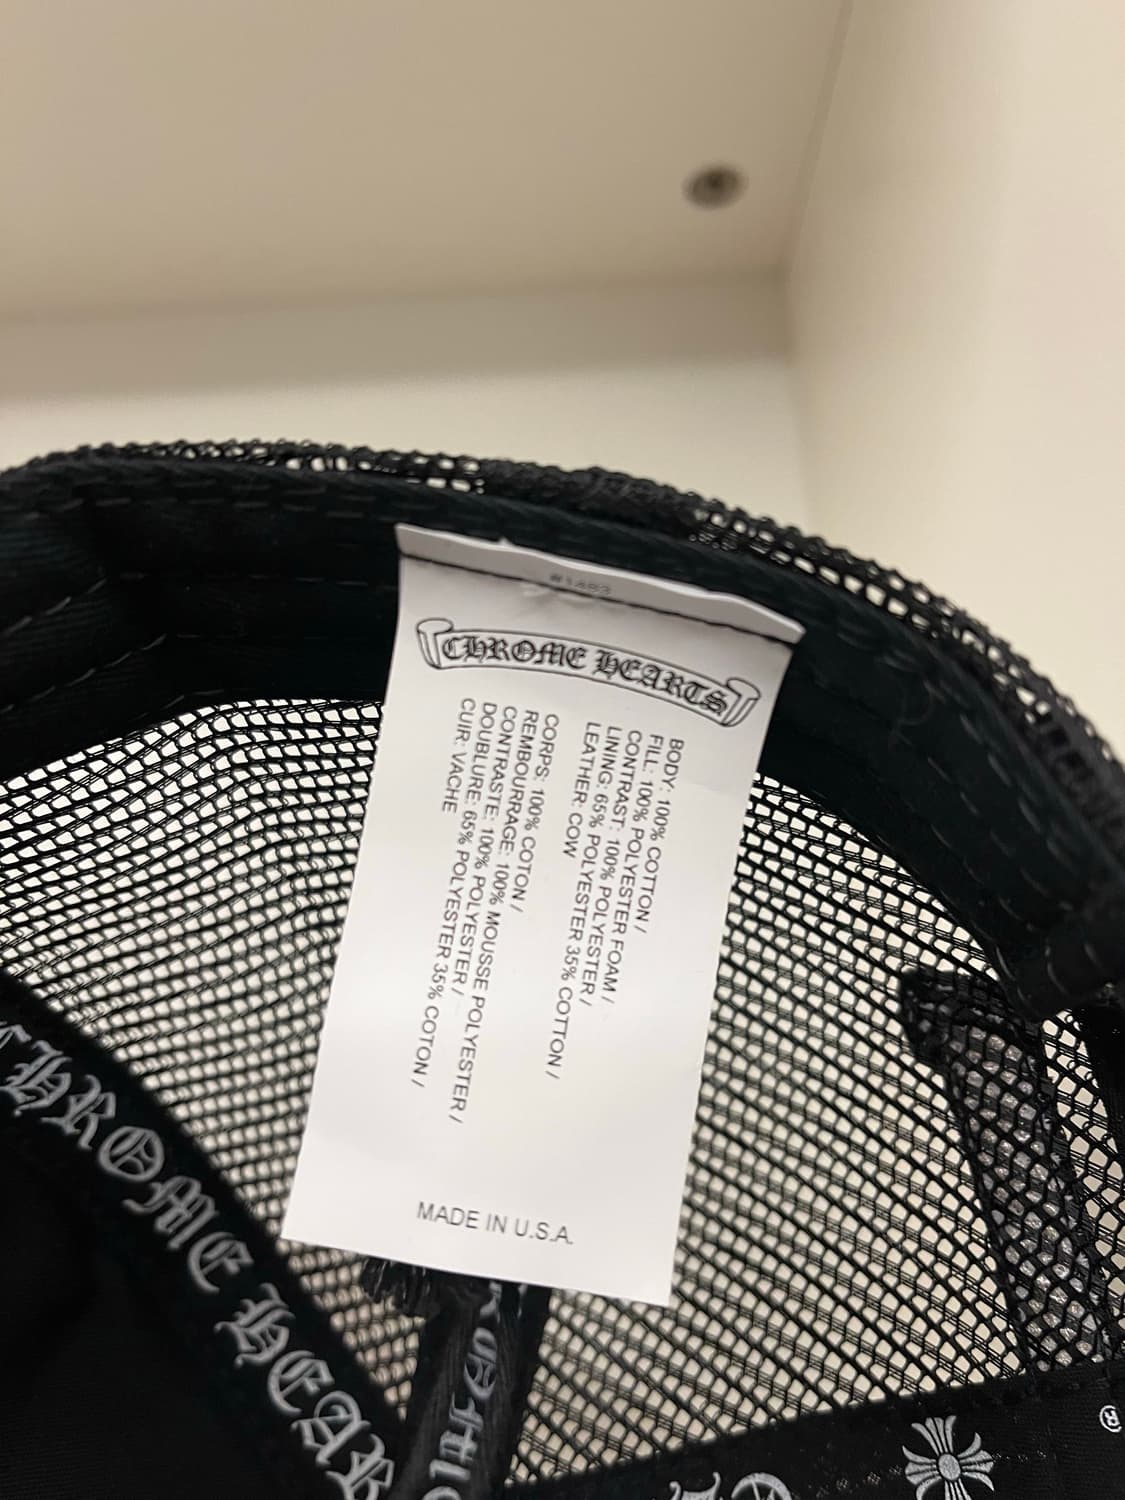 CHROME HEARTS
BODY: 100% COTTON /
FILL: 100% POLYESTER FOAM /
CONTRAST: 100% POLYESTER /
LINING: 65% POLYESTER 35% COTTON /
LEATHER: COW
CORPS: 100% COTON /
REMBOURRAGE: 100% MOUSSE POLYESTER /
CONTRASTE: 100% POLYESTER /
DOUBLURE: 65% POLYESTER 35% COTON /
CUIR: VACHE
MADE IN U.S.A.
CHROME HEAR
®